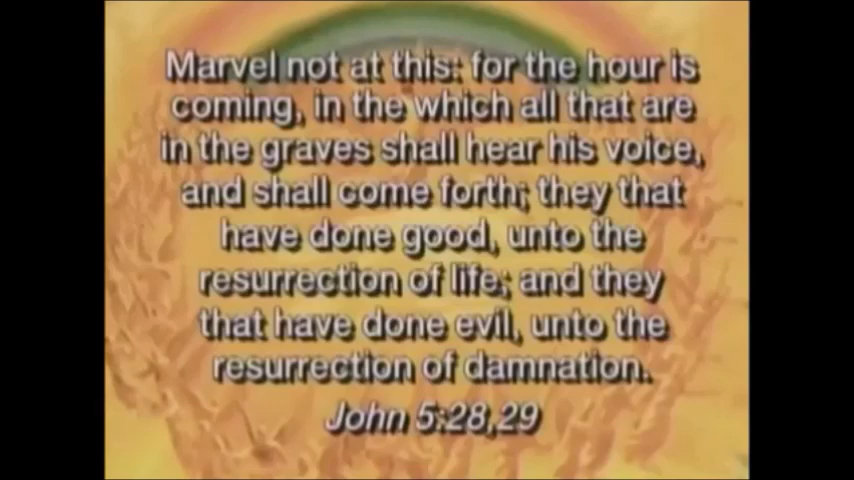 Marvel not at this: for the hour is
coming, in the which all that are
in the graves shall hear his voice,
and shall come forth; they that
have done good, unto the
resurrection of life; and they
that have done evil, unto the
resurrection of damnation.
John 5:28,29